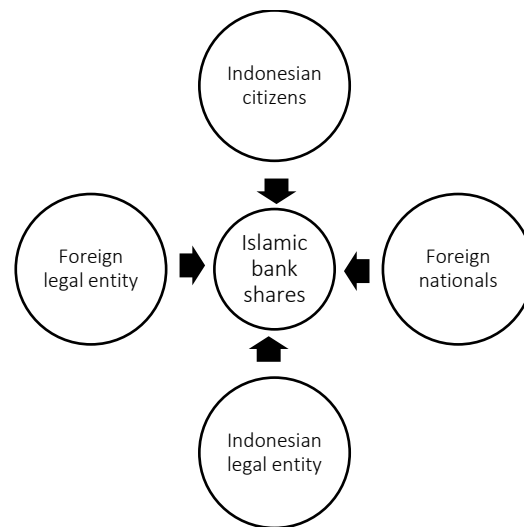 Indonesian
citizens
Foreign
legal entity
Islamic
bank
shares
Foreign
nationals
Indonesian
legal entity